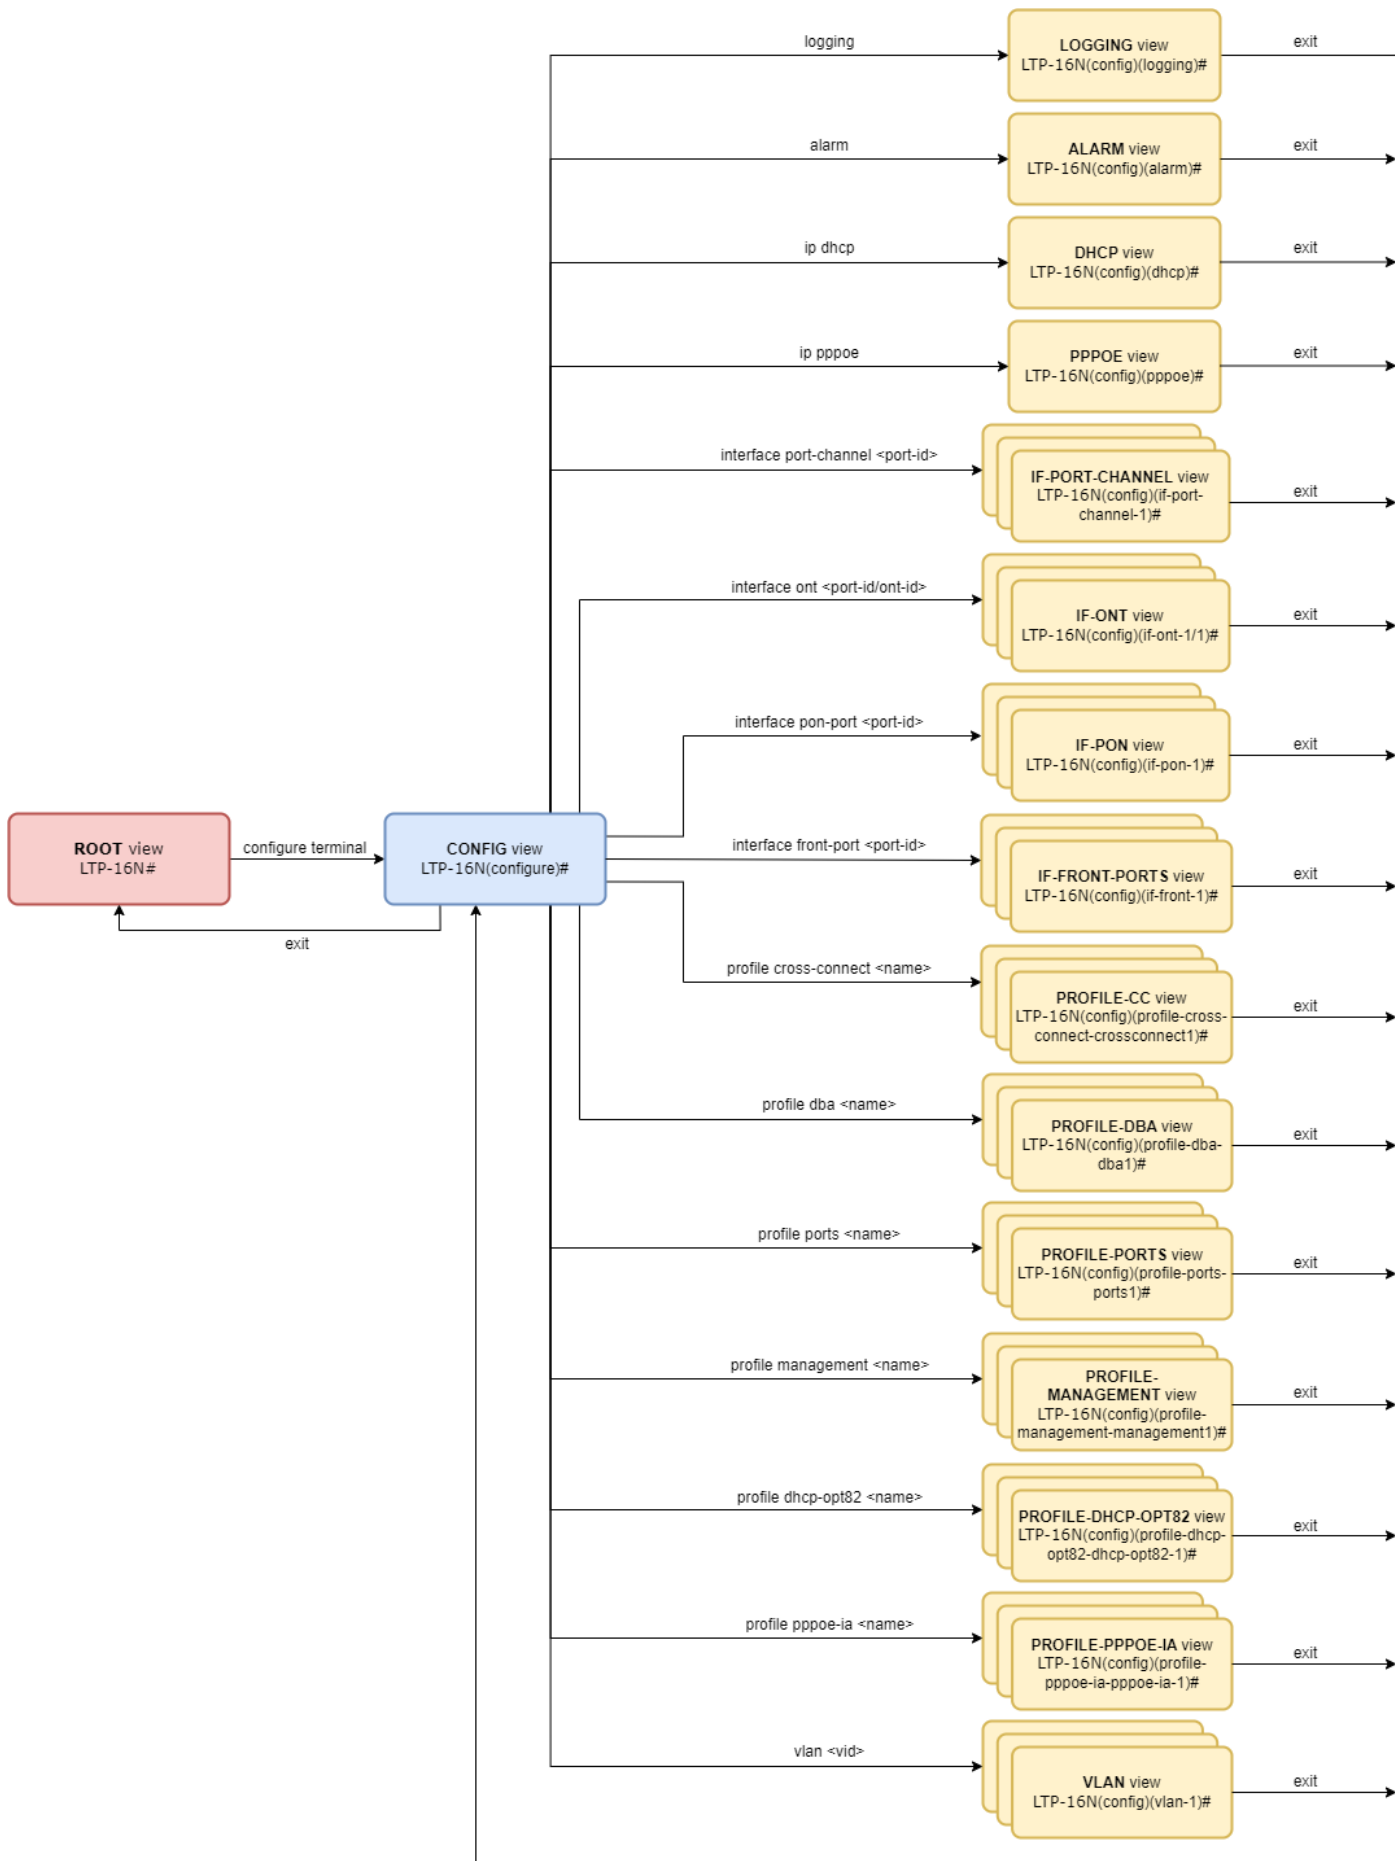 logging
LOGGING view
LTP-16N(config)(logging)#
exit
alarm
ALARM view
LTP-16N(config)(alarm)#
exit
ip dhcp
DHCP view
LTP-16N(config)(dhcp)#
exit
ip pppoe
PPPOE view
LTP-16N(config)(pppoe)#
exit
interface port-channel <port-id>
IF-PORT-CHANNEL view
LTP-16N(config)(if-port-
channel-1)#
exit
interface ont <port-id/ont-id>
IF-ONT view
LTP-16N(config)(if-ont-1/1)#
exit
interface pon-port <port-id>
IF-PON view
LTP-16N(config)(if-pon-1)#
exit
ROOT view
LTP-16N#
configure terminal
CONFIG view
LTP-16N(configure)#
exit
interface front-port <port-id>
IF-FRONT-PORTS view
LTP-16N(config)(if-front-1)#
exit
profile cross-connect <name>
PROFILE-CC view
LTP-16N(config)(profile-cross-
connect-crossconnect1)#
exit
profile dba <name>
PROFILE-DBA view
LTP-16N(config)(profile-dba-
dba1)#
exit
profile ports <name>
PROFILE-PORTS view
LTP-16N(config)(profile-ports-
ports1)#
exit
profile management <name>
PROFILE-
MANAGEMENT view
LTP-16N(config)(profile-
management-management1)#
exit
profile dhcp-opt82 <name>
PROFILE-DHCP-OPT82 view
LTP-16N(config)(profile-dhcp-
opt82-dhcp-opt82-1)#
exit
profile pppoe-ia <name>
PROFILE-PPPOE-IA view
LTP-16N(config)(profile-
pppoe-ia-pppoe-ia-1)#
exit
vlan <vid>
VLAN view
LTP-16N(config)(vlan-1)#
exit